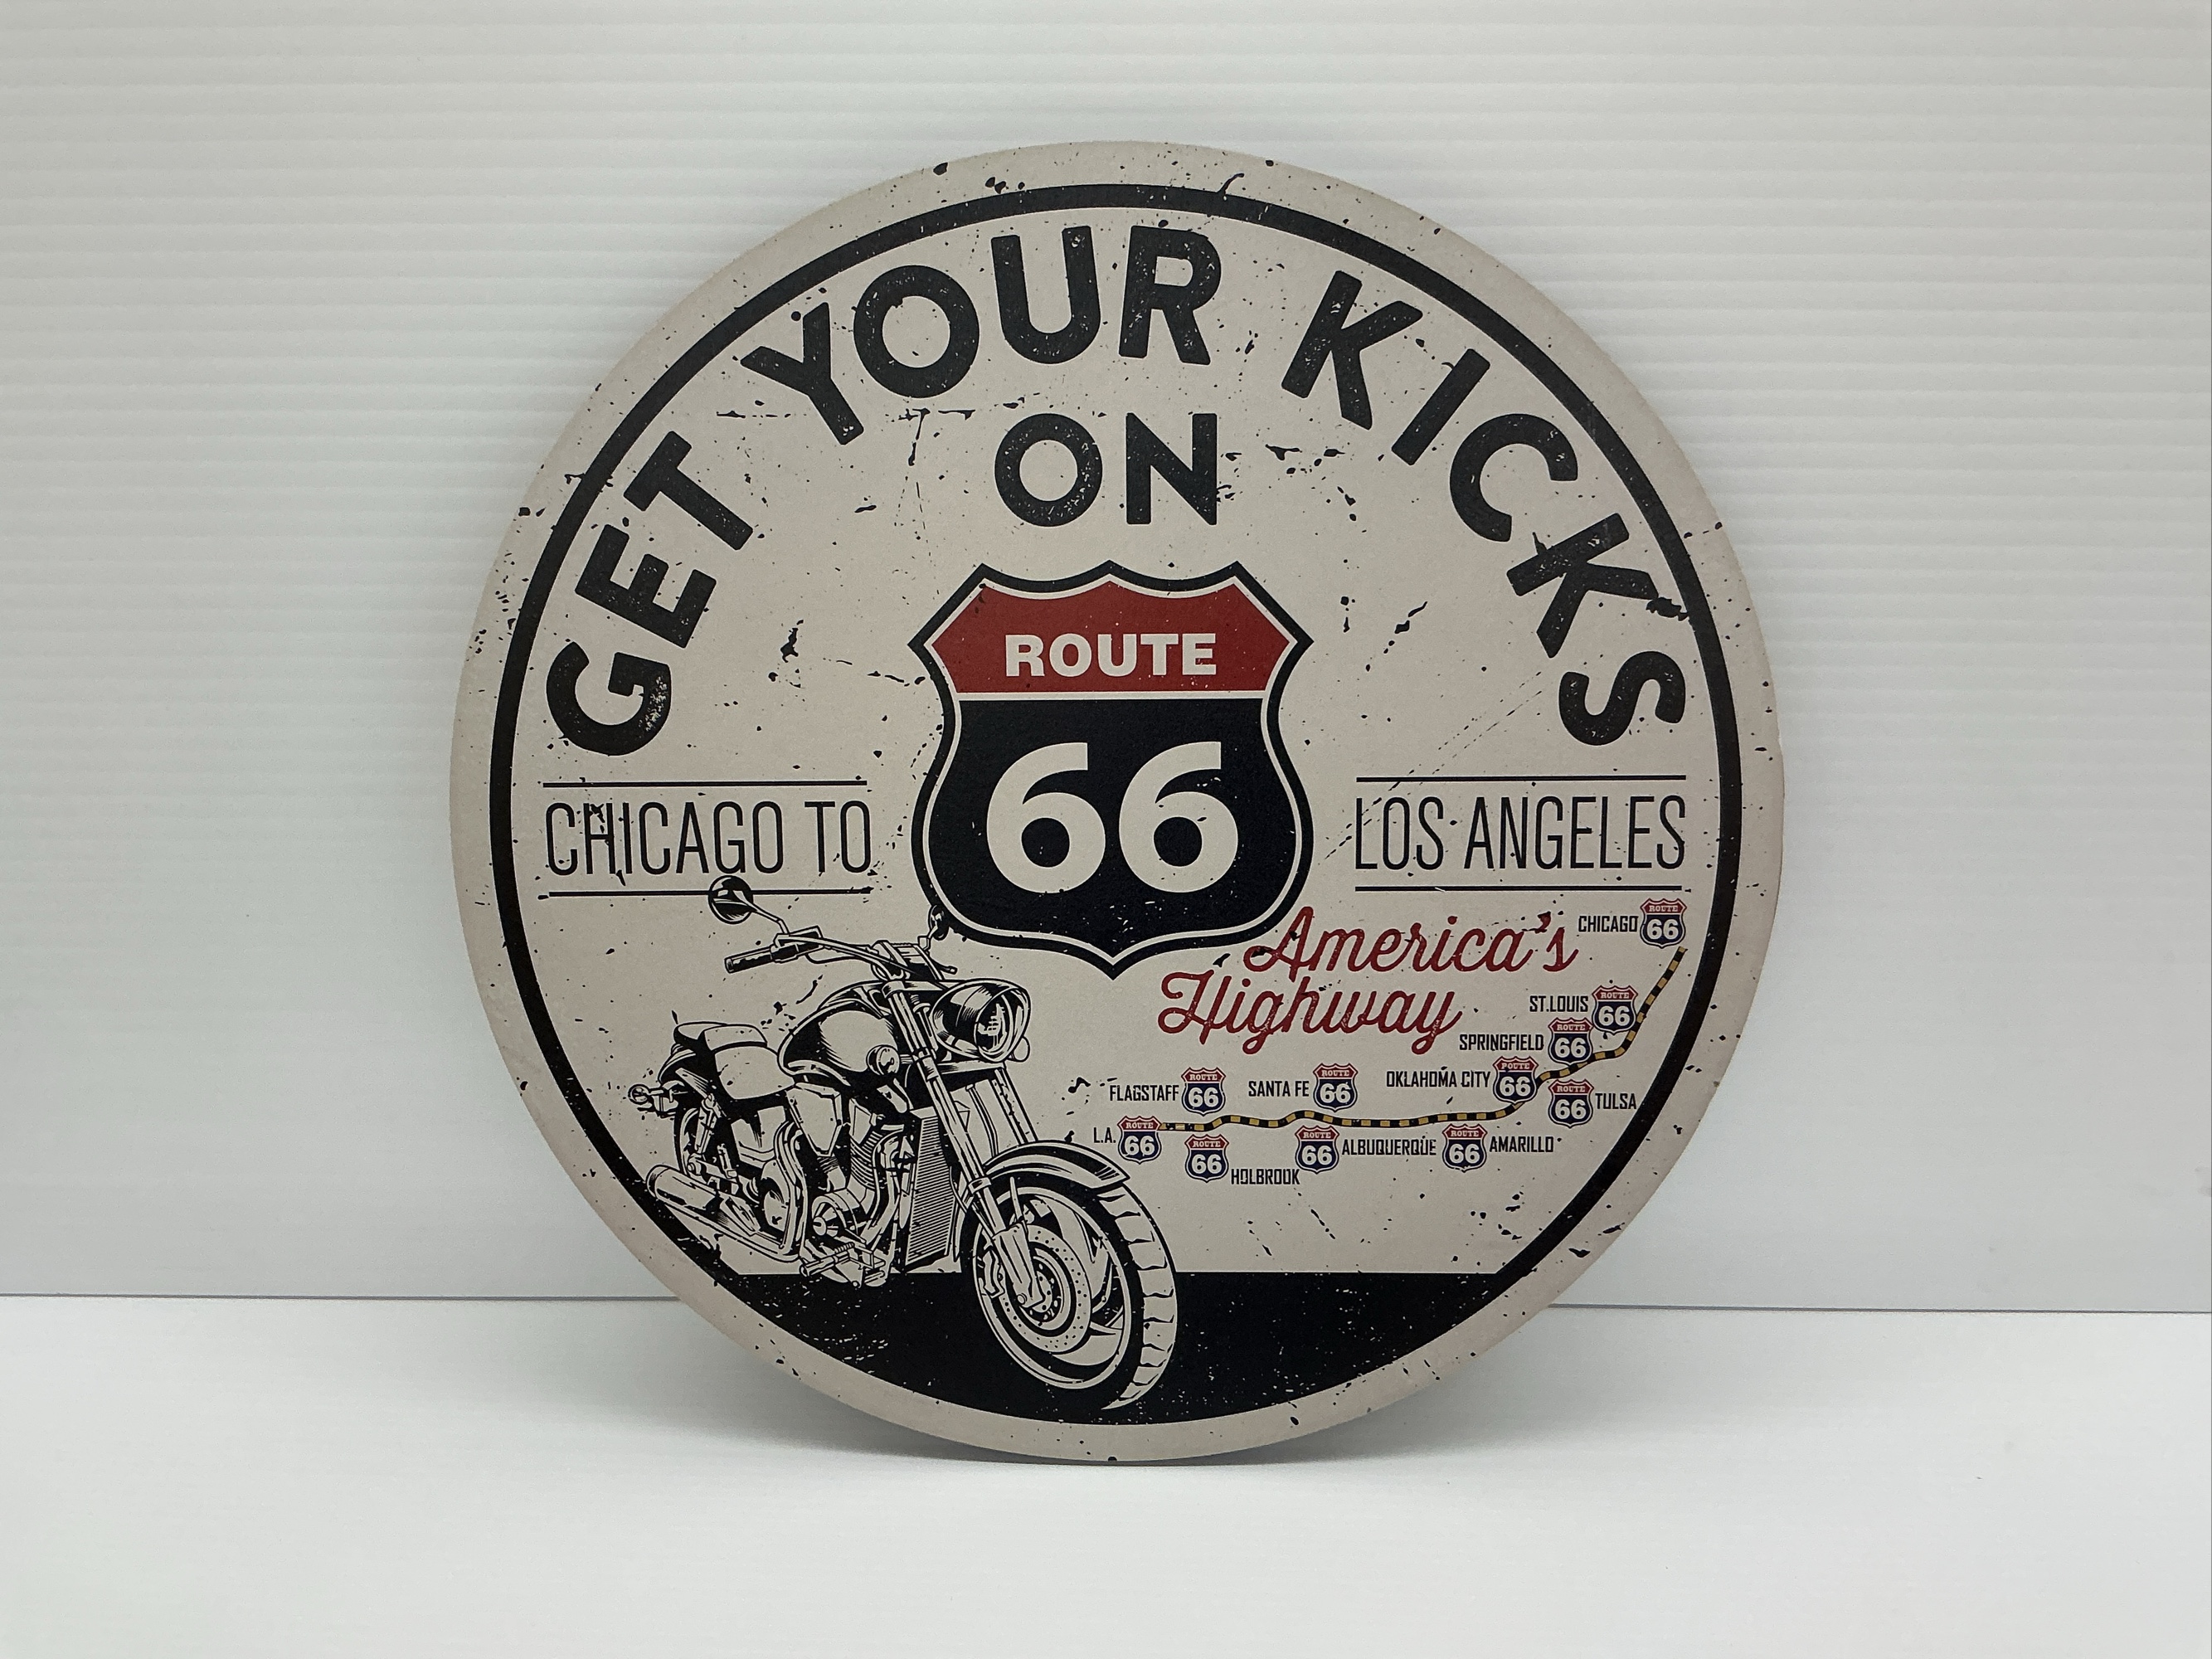 GET YOUR KICKS
ON
ROUTE
66
CHICAGO TO
LOS ANGELES
America's
Highway
CHICAGO ROUTE 66
ST.LOUIS ROUTE 66
SPRINGFIELD ROUTE 66
OKLAHOMA CITY ROUTE 66
ROUTE 66 TULSA
FLAGSTAFF ROUTE 66
SANTA FE ROUTE 66
L.A. ROUTE 66
ROUTE 66 HOLBROOK
ROUTE 66 ALBUQUERQUE
ROUTE 66 AMARILLO